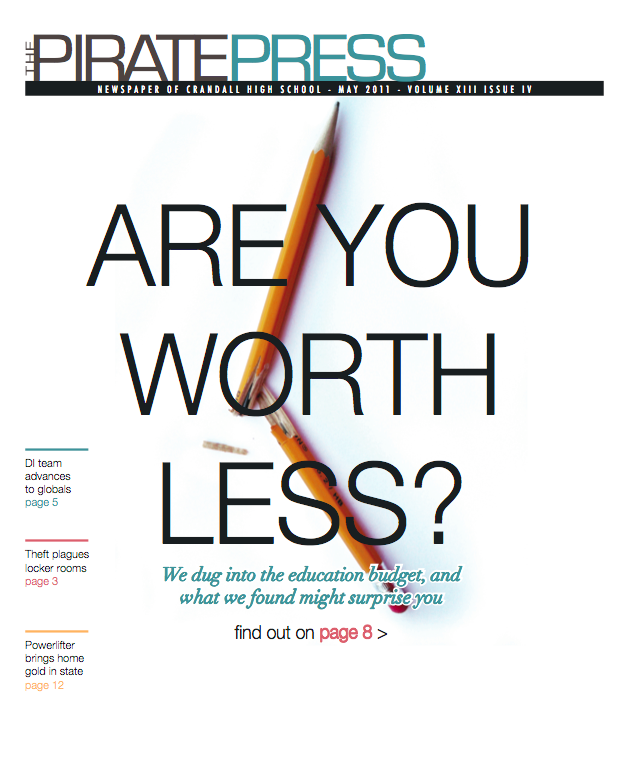 THE PIRATEPRESS
NEWSPAPER OF CRANDALL HIGH SCHOOL - MAY 2011 - VOLUME XIII ISSUE IV
ARE YOU
WORTH
LESS?
We dug into the education budget, and
what we found might surprise you
find out on page 8 >
DI team
advances
to globals
page 5
Theft plagues
locker rooms
page 3
Powerlifter
brings home
gold in state
page 12